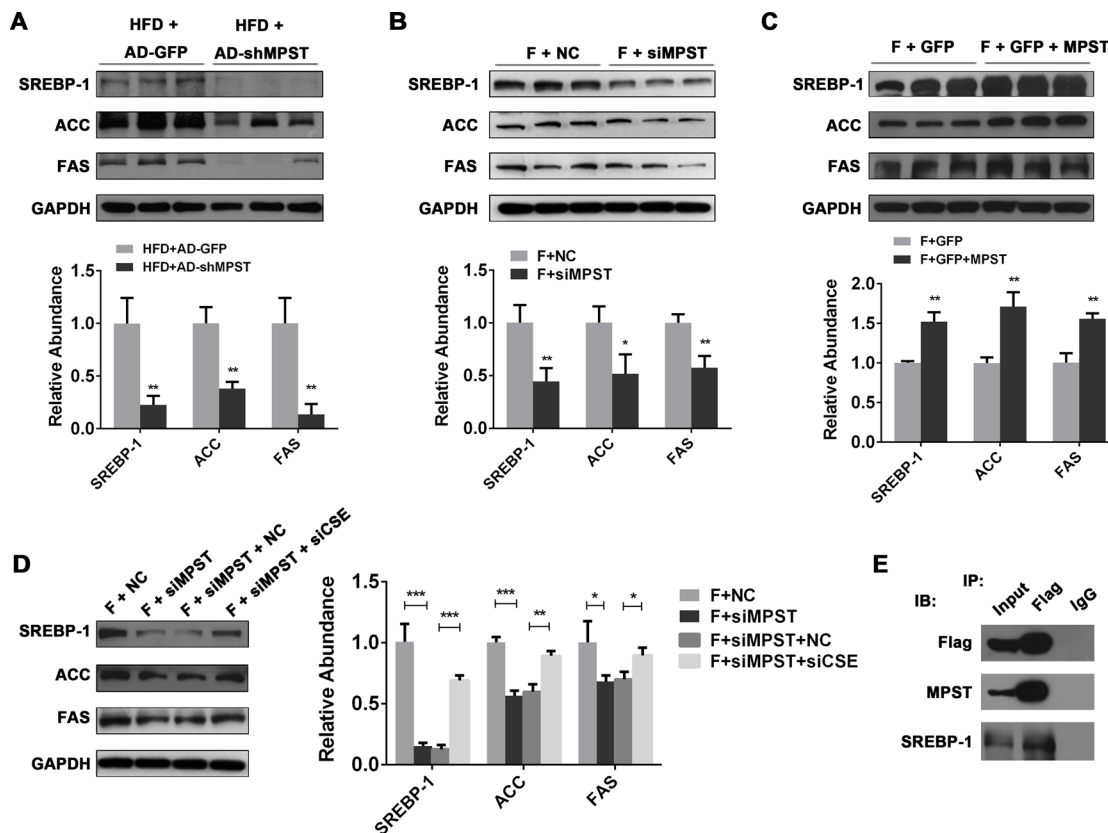 A
HFD +
AD-GFP
HFD +
AD-shMPST
SREBP-1
ACC
FAS
GAPDH
HFD+AD-GFP
HFD+AD-shMPST
Relative Abundance
1.5
1.0
0.5
0.0
**
**
**
SREBP-1
ACC
FAS
B
F + NC
F + siMPST
SREBP-1
ACC
FAS
GAPDH
F+NC
F+siMPST
Relative Abundance
1.5
1.0
0.5
0.0
**
*
**
SREBP-1
ACC
FAS
C
F + GFP
F + GFP + MPST
SREBP-1
ACC
FAS
GAPDH
F+GFP
F+GFP+MPST
Relative Abundance
2.0
1.5
1.0
0.5
0.0
**
**
**
SREBP-1
ACC
FAS
D
F + NC
F + siMPST
F + siMPST + NC
F + siMPST + siCSE
SREBP-1
ACC
FAS
GAPDH
Relative Abundance
1.5
1.0
0.5
0.0
***
***
***
**
*
*
F+NC
F+siMPST
F+siMPST+NC
F+siMPST+siCSE
SREBP-1
ACC
FAS
E
IP:
IB:
Input
Flag
IgG
Flag
MPST
SREBP-1